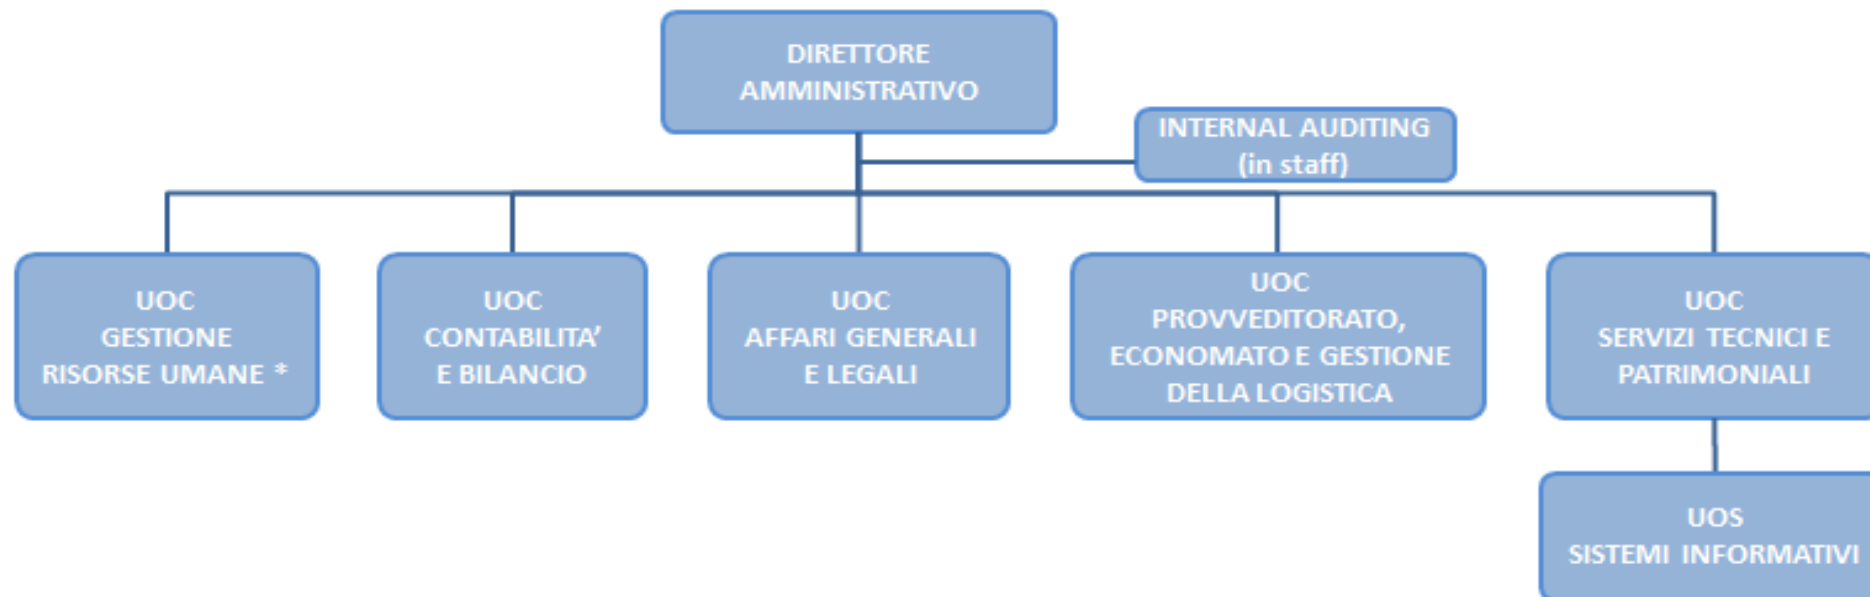 DIRETTORE
AMMINISTRATIVO
INTERNAL AUDITING
(in staff)
UOC
GESTIONE
RISORSE UMANE *
UOC
CONTABILITA’
E BILANCIO
UOC
AFFARI GENERALI
E LEGALI
UOC
PROVVEDITORATO,
ECONOMATO E GESTIONE
DELLA LOGISTICA
UOC
SERVIZI TECNICI E
PATRIMONIALI
UOS
SISTEMI INFORMATIVI